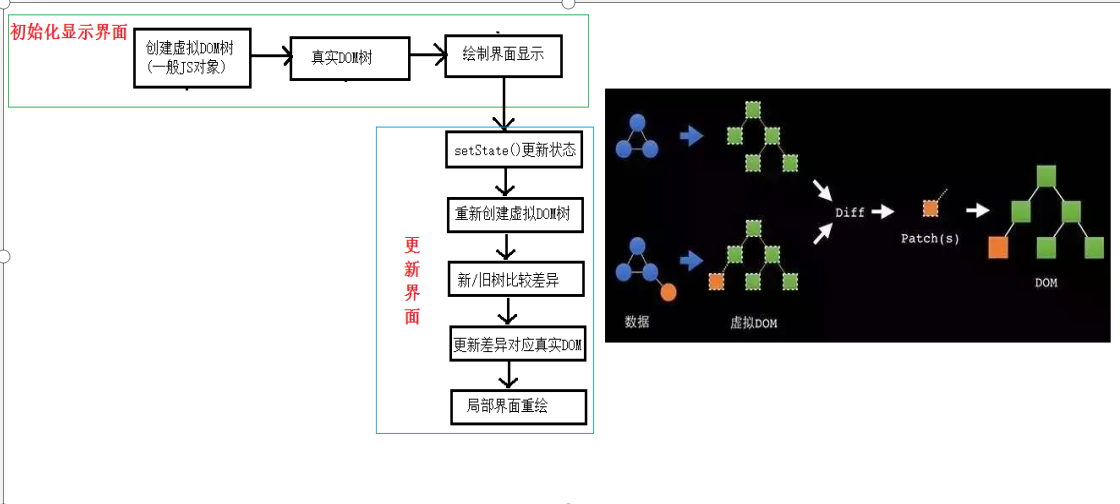 初始化显示界面
创建虚拟DOM树
(一般JS对象)
真实DOM树
绘制界面显示
setState()更新状态
重新创建虚拟DOM树
新/旧树比较差异
更新差异对应真实DOM
局部界面重绘
更
新
界
面
Diff
Patch(s)
DOM
数据
虚拟DOM